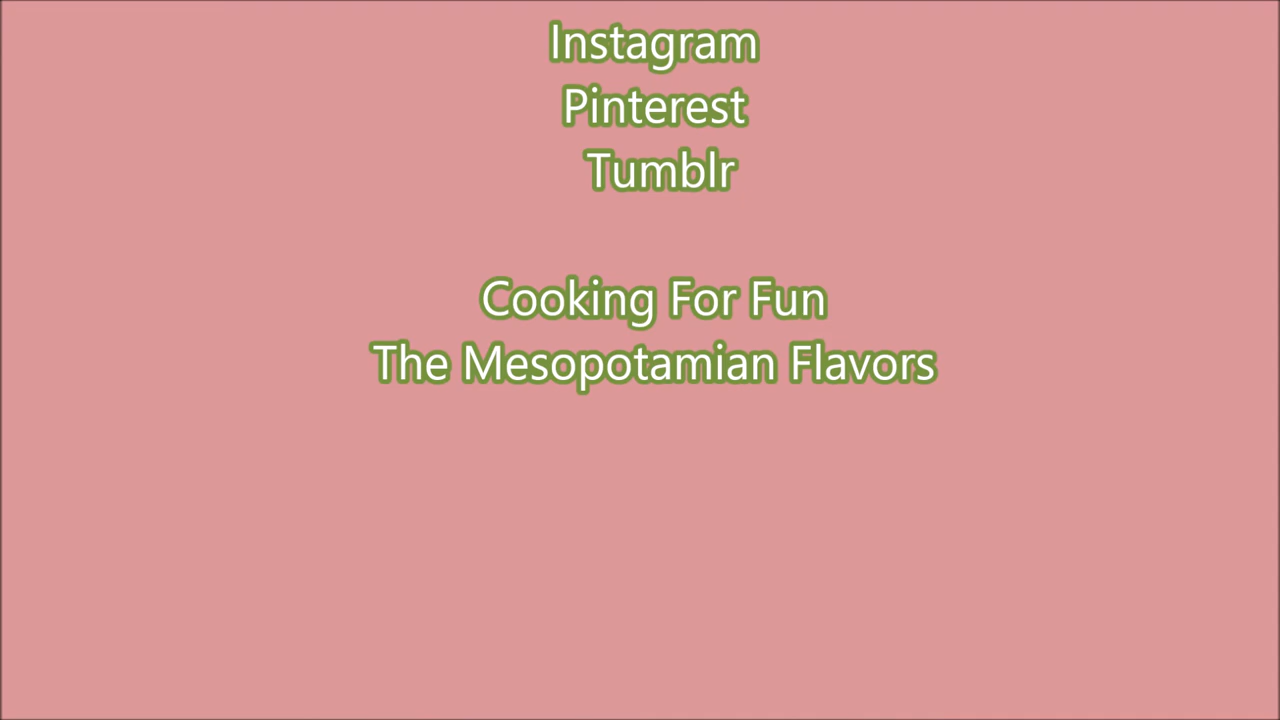 Instagram
Pinterest
Tumblr
Cooking For Fun
The Mesopotamian Flavors